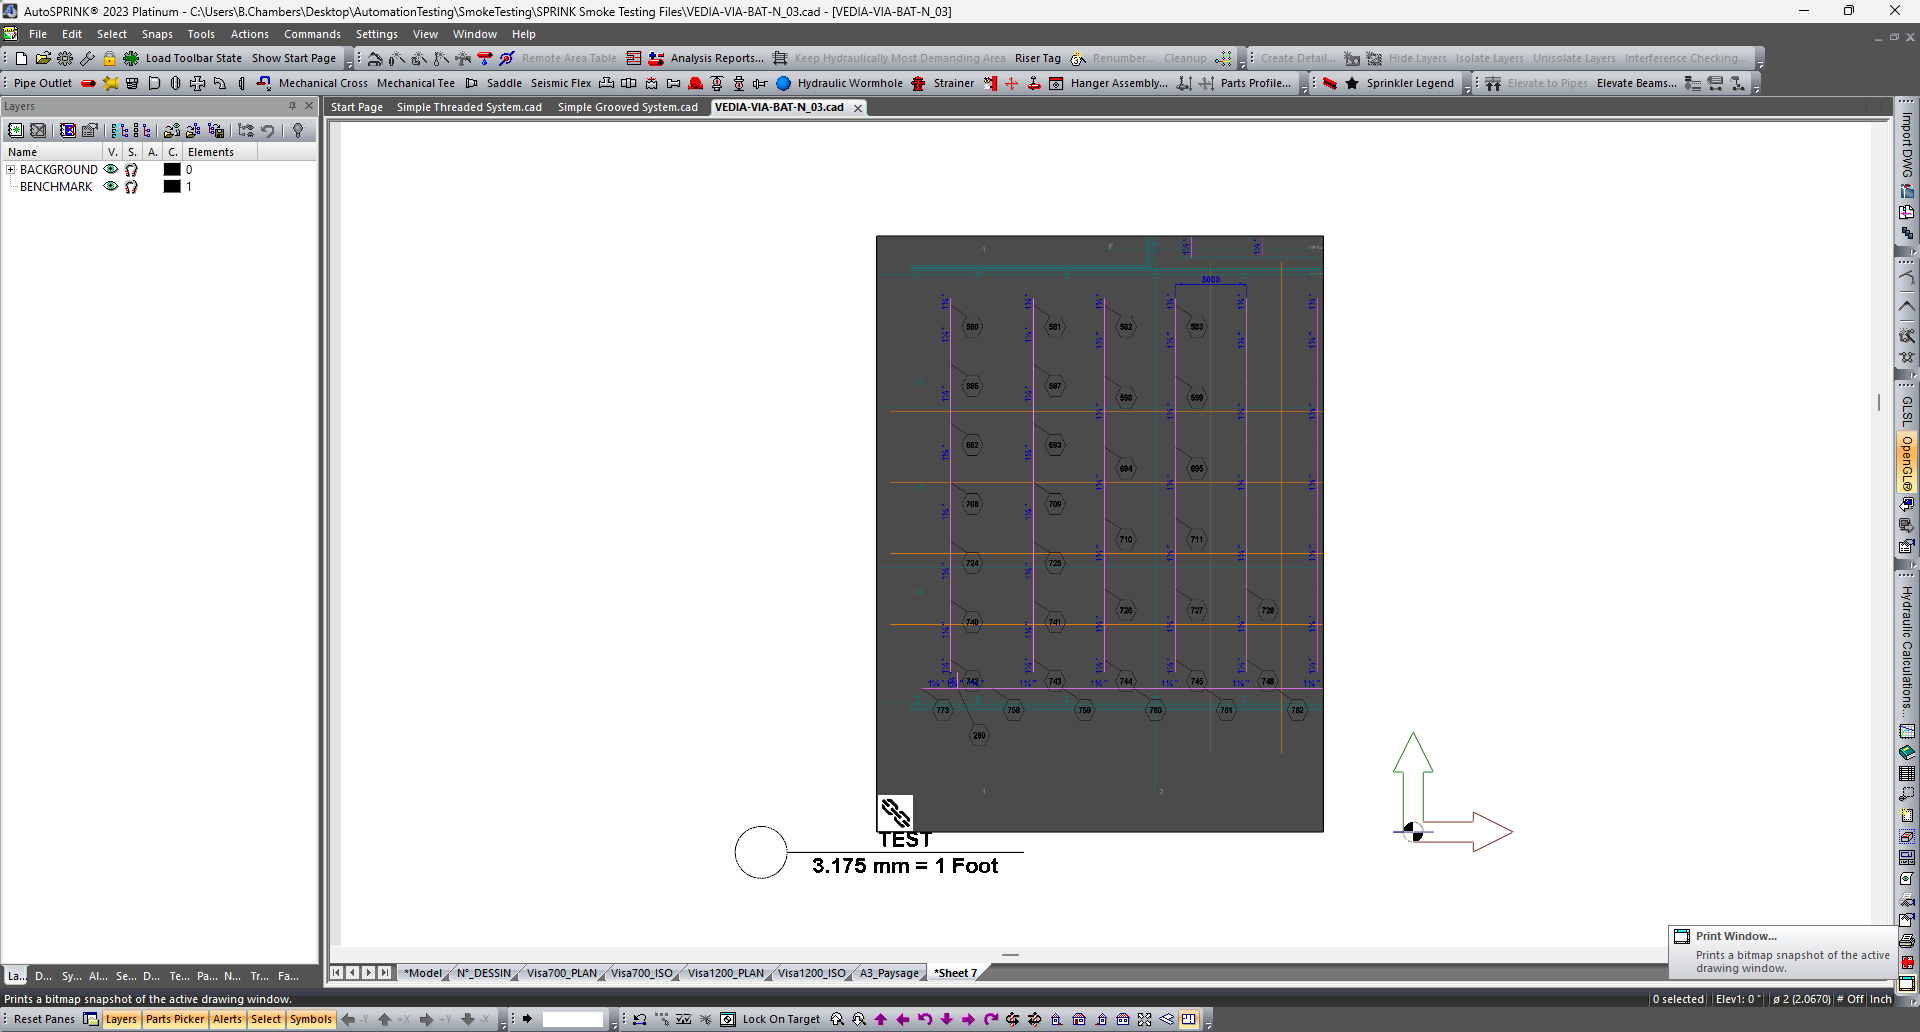 AutoSPRINK® 2023 Platinum - C:\Users\B.Chambers\Desktop\AutomationTesting\SmokeTesting\SPRINK Smoke Testing Files\VEDIA-VIA-BAT-N_03.cad - [VEDIA-VIA-BAT-N_03]
File Edit Select Snaps Tools Actions Commands Settings View Window Help
Load Toolbar State Show Start Page Remote Area Table Analysis Reports... Keep Hydraulically Most Demanding Area Riser Tag Renumber... Cleanup Create Detail... Hide Layers Isolate Layers Unisolate Layers Interference Checking...
Pipe Outlet Mechanical Cross Mechanical Tee Saddle Seismic Flex Hydraulic Wormhole Strainer Hanger Assembly... Parts Profile... Sprinkler Legend Elevate to Pipes Elevate Beams...
Layers
Start Page Simple Threaded System.cad Simple Grooved System.cad VEDIA-VIA-BAT-N_03.cad
Name V. S. A. C. Elements
BACKGROUND 0
BENCHMARK 1
Import DWG
GLSL
OpenGL®
Hydraulic Calculations...
1 F
3000
580 581 582 583
595 597 598 599
692 693 694 695
708 709 710 711
724 725 726 727 728
740 741
742 743 744 745 746
773 758 759 760 761 762
280
1 2
TEST
3.175 mm = 1 Foot
Print Window...
Prints a bitmap snapshot of the active
drawing window.
La... D... Sy... Al... Se... D... Te... Pa... N... Tr... Fa...
*Model N°_DESSIN Visa700_PLAN Visa700_ISO Visa1200_PLAN Visa1200_ISO A3_Paysage *Sheet 7
Prints a bitmap snapshot of the active drawing window.
0 selected Elev1: 0 " ø 2 (2.0670) # Off Inch
Reset Panes Layers Parts Picker Alerts Select Symbols -Y +X +Y -X Lock On Target